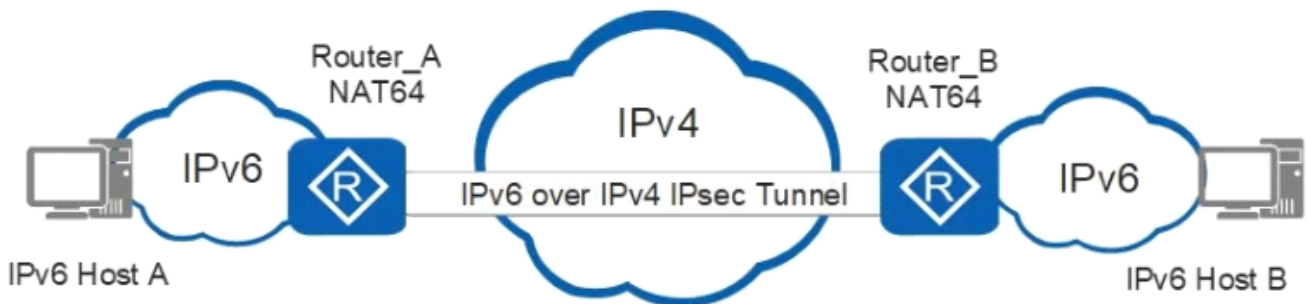 Router_A
NAT64
Router_B
NAT64
IPv4
IPv6
R
IPv6 over IPv4 IPsec Tunnel
R
IPv6
IPv6 Host A
IPv6 Host B